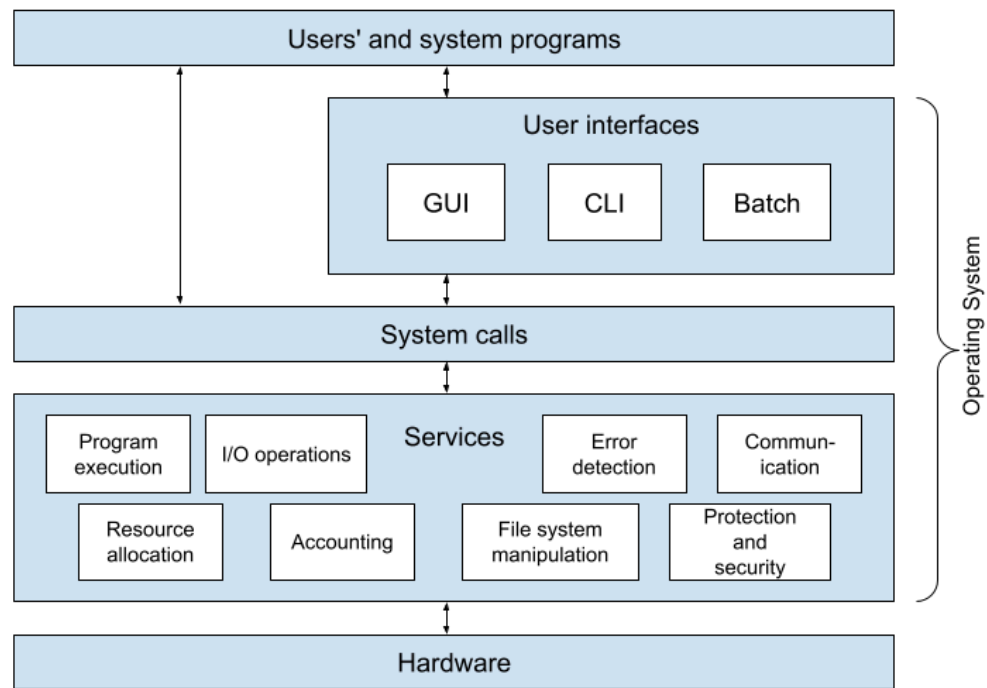 Users' and system programs
User interfaces
GUI
CLI
Batch
System calls
Operating System
Services
Program
execution
I/O operations
Error
detection
Commun-
ication
Resource
allocation
Accounting
File system
manipulation
Protection
and
security
Hardware